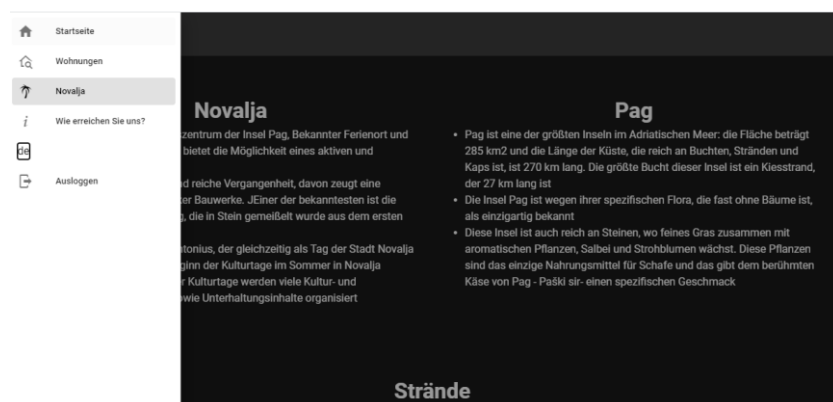 Startseite
Wohnungen
Novalja
i Wie erreichen Sie uns?
de
Ausloggen
Novalja
zentrum der Insel Pag, Bekannter Ferienort und
bietet die Möglichkeit eines aktiven und
d reiche Vergangenheit, davon zeugt eine
er Bauwerke. JEiner der bekanntesten ist die
, die in Stein gemeißelt wurde aus dem ersten
tonius, der gleichzeitig als Tag der Stadt Novalja
ginn der Kulturtage im Sommer in Novalja
r Kulturtage werden viele Kultur- und
wie Unterhaltungsinhalte organisiert
Pag
• Pag ist eine der größten Inseln im Adriatischen Meer: die Fläche beträgt
285 km2 und die Länge der Küste, die reich an Buchten, Stränden und
Kaps ist, ist 270 km lang. Die größte Bucht dieser Insel ist ein Kiesstrand,
der 27 km lang ist
• Die Insel Pag ist wegen ihrer spezifischen Flora, die fast ohne Bäume ist,
als einzigartig bekannt
• Diese Insel ist auch reich an Steinen, wo feines Gras zusammen mit
aromatischen Pflanzen, Salbei und Strohblumen wächst. Diese Pflanzen
sind das einzige Nahrungsmittel für Schafe und das gibt dem berühmten
Käse von Pag - Paški sir- einen spezifischen Geschmack
Strände